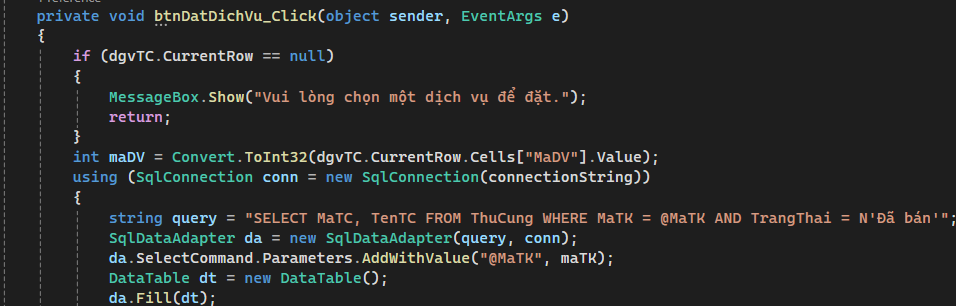 private void btnDatDichVu_Click(object sender, EventArgs e)
{
if (dgvTC.CurrentRow == null)
{
MessageBox.Show("Vui lòng chọn một dịch vụ để đặt.");
return;
}
int maDV = Convert.ToInt32(dgvTC.CurrentRow.Cells["MaDV"].Value);
using (SqlConnection conn = new SqlConnection(connectionString))
{
string query = "SELECT MaTC, TenTC FROM ThuCung WHERE MaTK = @MaTK AND TrangThai = N'Đã bán'";
SqlDataAdapter da = new SqlDataAdapter(query, conn);
da.SelectCommand.Parameters.AddWithValue("@MaTK", maTK);
DataTable dt = new DataTable();
da.Fill(dt);